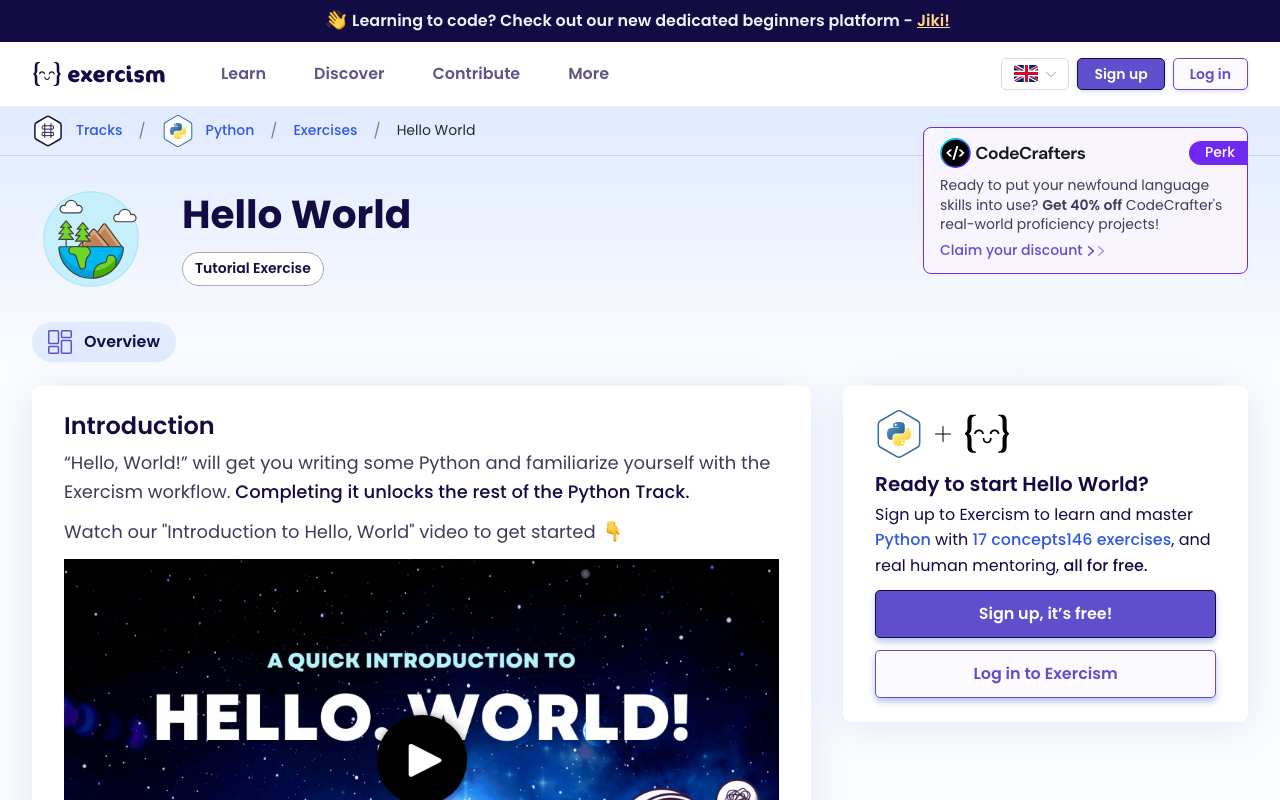 👋 Learning to code? Check out our new dedicated beginners platform - Jiki!
exercism
Learn
Discover
Contribute
More
Sign up
Log in
Tracks / Python / Exercises / Hello World
CodeCrafters
Perk
Ready to put your newfound language
skills into use? Get 40% off CodeCrafter's
real-world proficiency projects!
Claim your discount
Hello World
Tutorial Exercise
Overview
Introduction
“Hello, World!” will get you writing some Python and familiarize yourself with the
Exercism workflow. Completing it unlocks the rest of the Python Track.
Watch our "Introduction to Hello, World" video to get started 👇
A QUICK INTRODUCTION TO
HELLO, WORLD!
Ready to start Hello World?
Sign up to Exercism to learn and master
Python with 17 concepts146 exercises, and
real human mentoring, all for free.
Sign up, it’s free!
Log in to Exercism